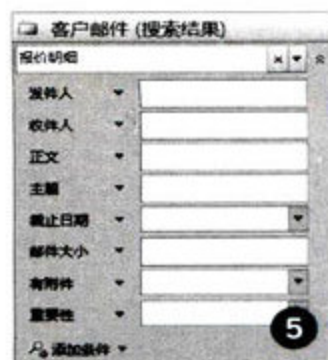 客户邮件 (搜索结果)
报价明细
发件人
收件人
正文
主题
截止日期
邮件大小
有附件
重要性
添加条件
5